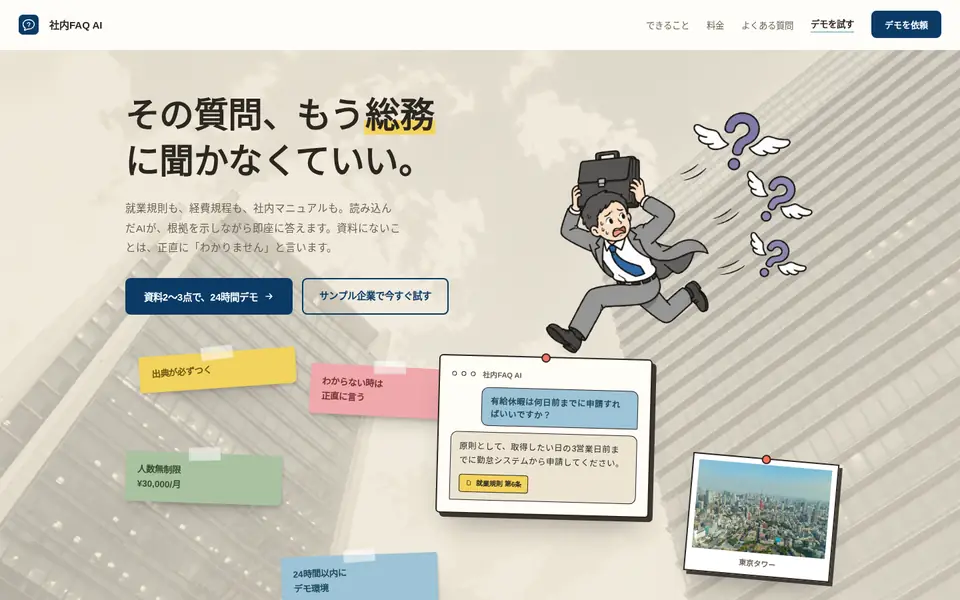 社内FAQ AI
できること
料金
よくある質問
デモを試す
デモを依頼
その質問、もう総務
に聞かなくていい。
就業規則も、経費規程も、社内マニュアルも。読み込ん
だAIが、根拠を示しながら即座に答えます。資料にないこ
とは、正直に「わかりません」と言います。
資料2〜3点で、24時間デモ →
サンプル企業で今すぐ試す
出典が必ずつく
わからない時は
正直に言う
社内FAQ AI
有給休暇は何日前までに申請すれ
ばいいですか？
原則として、取得したい日の3営業日前ま
でに勤怠システムから申請してください。
就業規則 第6条
人数無制限
¥30,000/月
東京タワー
24時間以内に
デモ環境